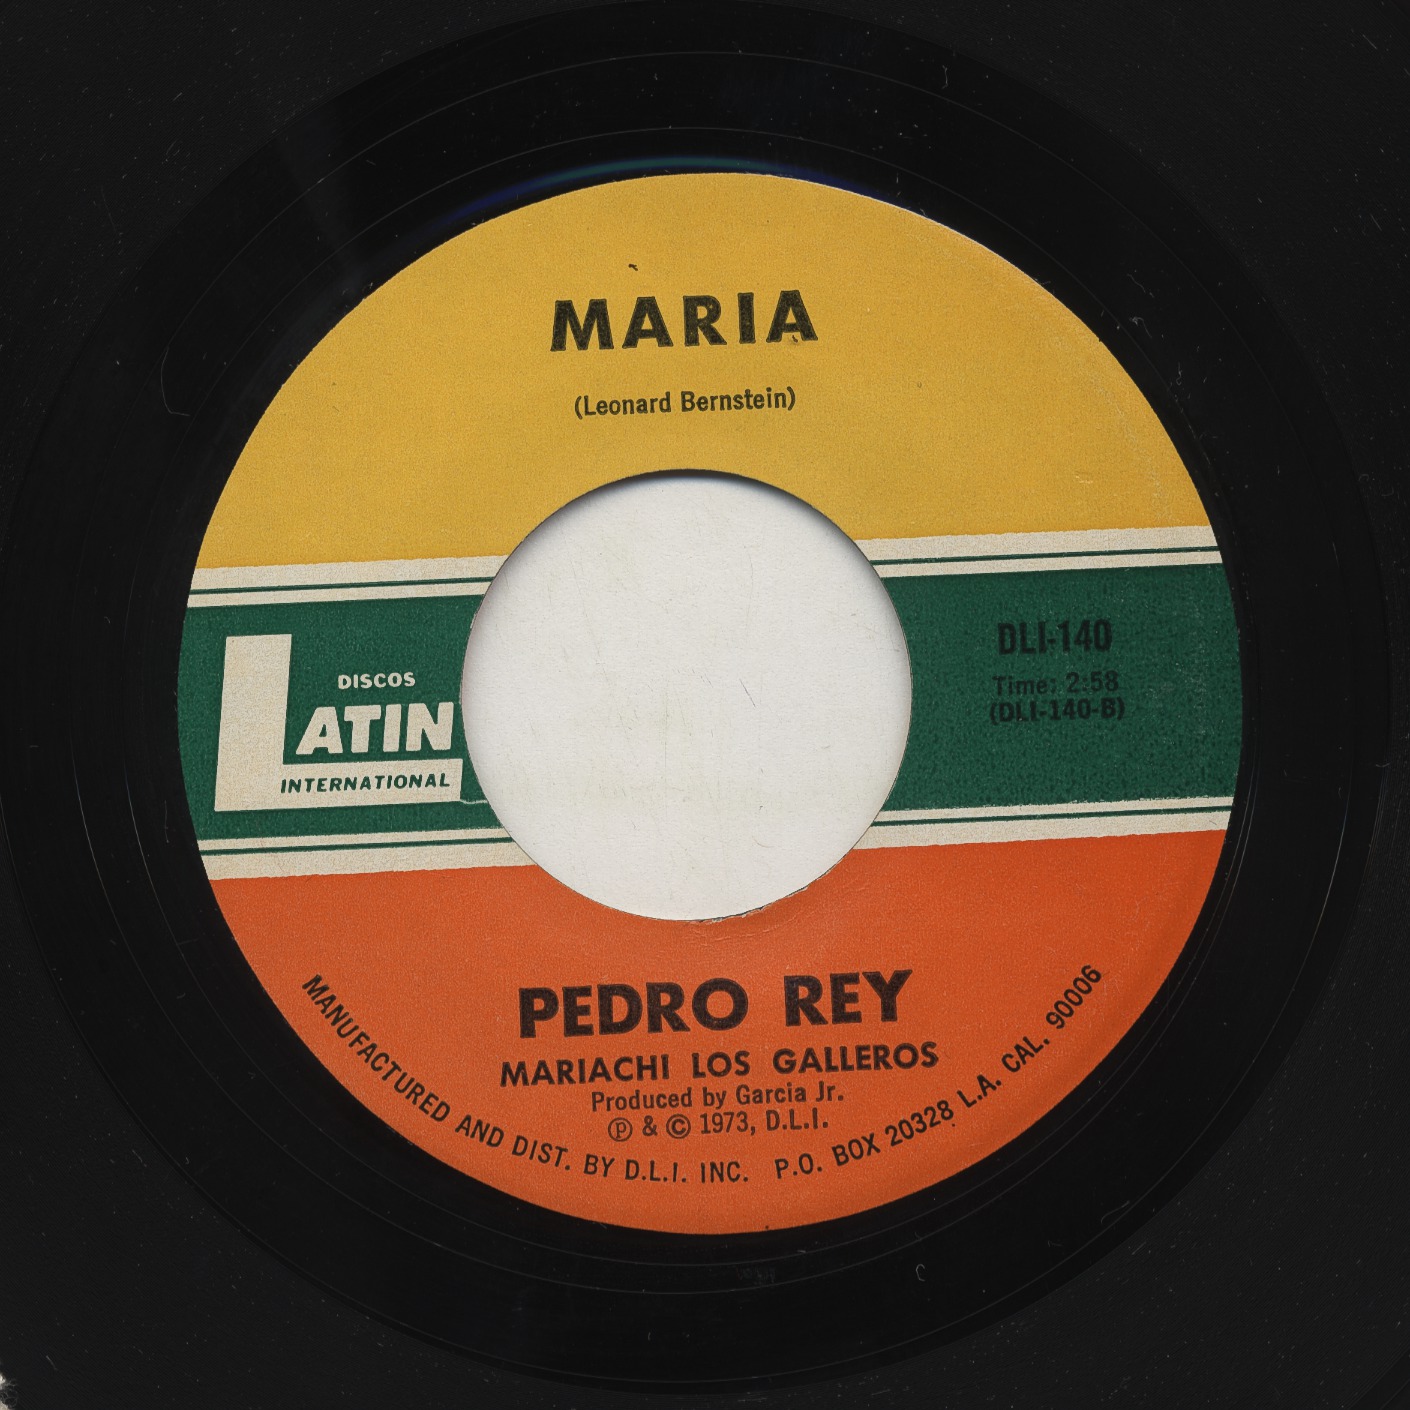 MARIA
(Leonard Bernstein)
DISCOS
LATIN
INTERNATIONAL
DLI-140
Time: 2:58
(DLI-140-B)
PEDRO REY
MARIACHI LOS GALLEROS
Produced by Garcia Jr.
℗ & © 1973, D.L.I.
MANUFACTURED AND DIST. BY D.L.I. INC. P.O. BOX 20328 L.A. CAL. 90006